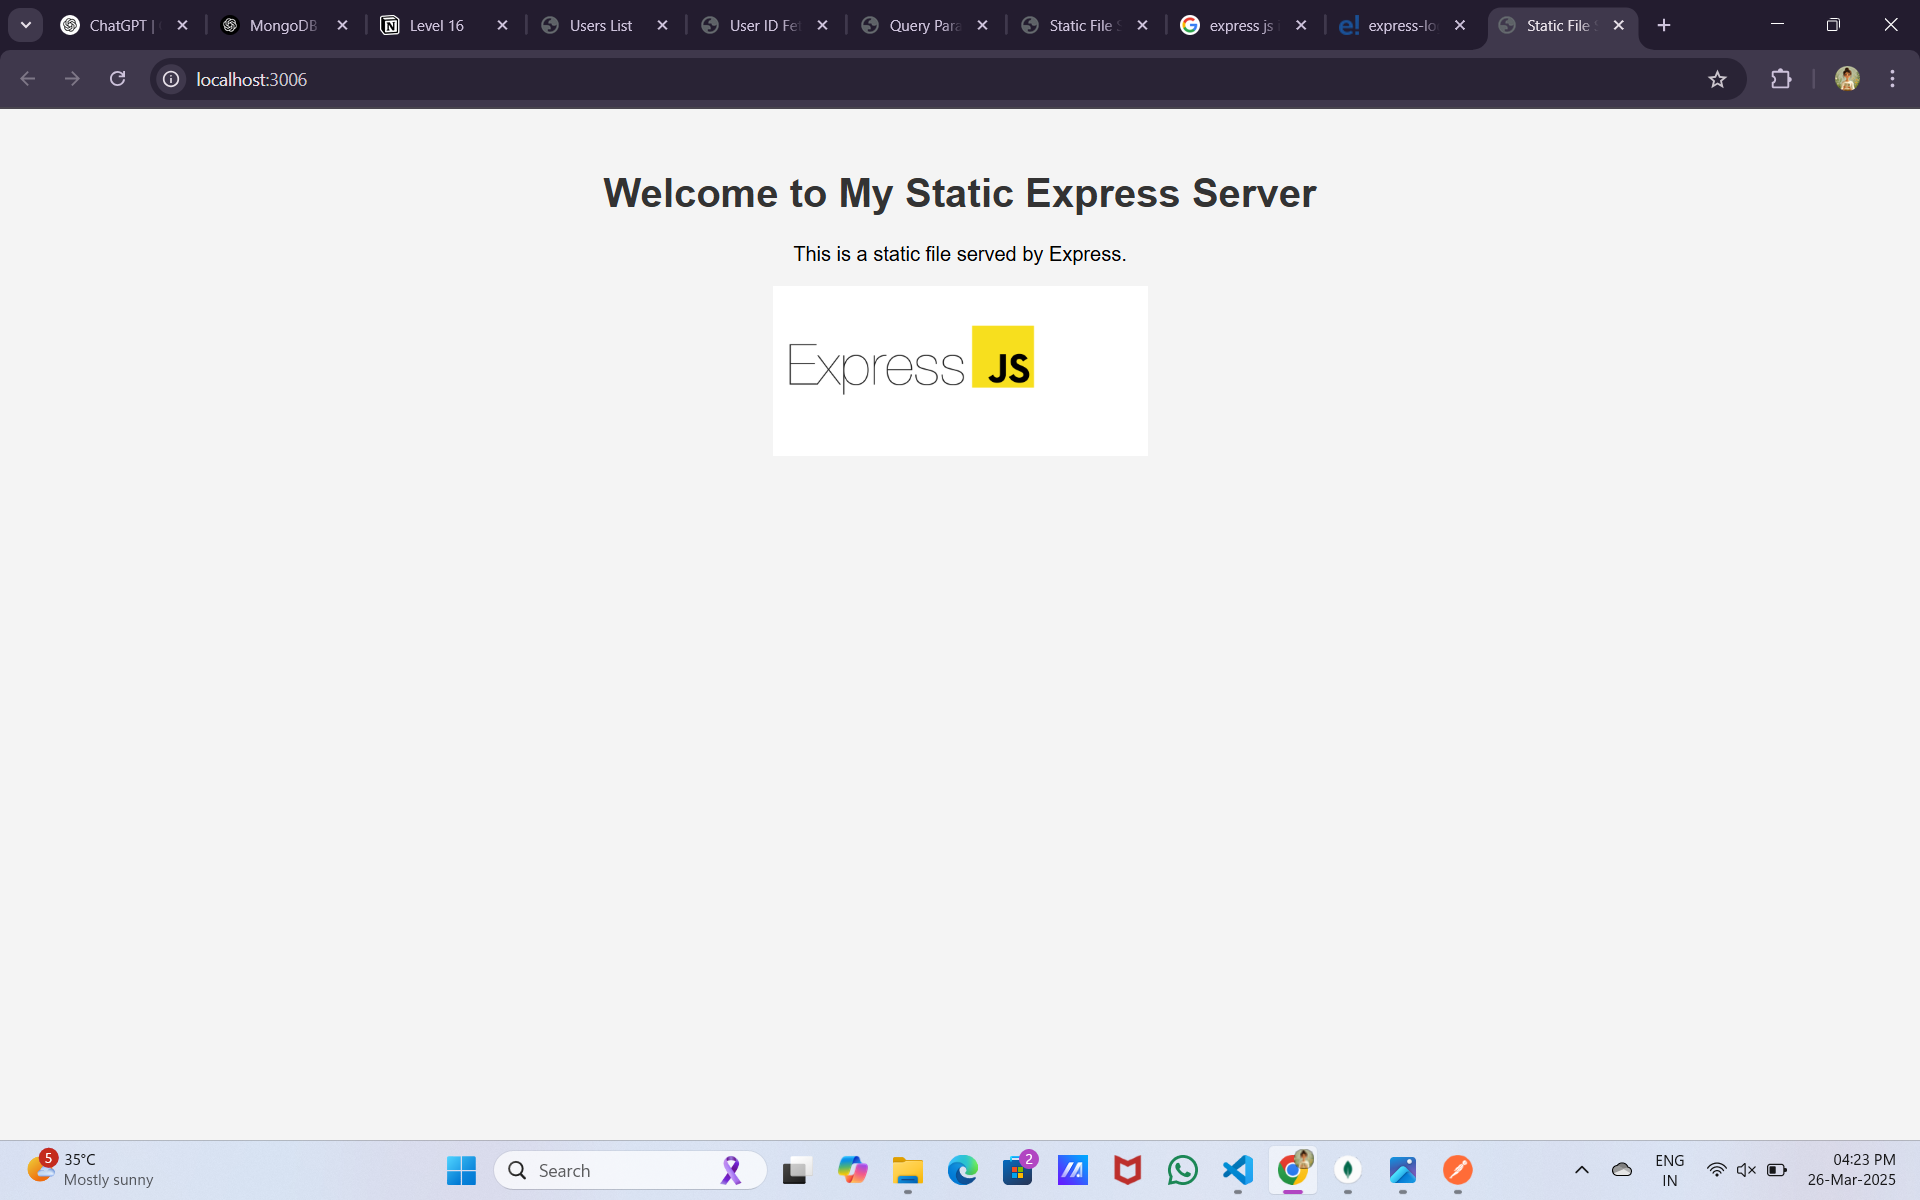 ChatGPT |
MongoDB
Level 16
Users List
User ID Fet
Query Para
Static File S
express js i
express-lo
Static File S
localhost:3006
Welcome to My Static Express Server
This is a static file served by Express.
Express JS
5
35°C
Mostly sunny
Search
2
ENG
IN
04:23 PM
26-Mar-2025